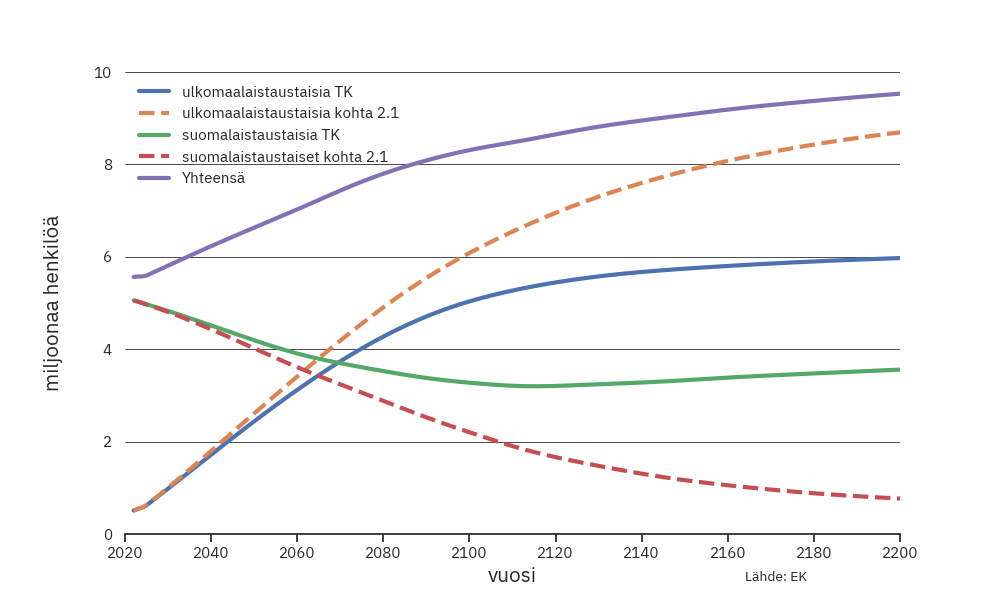 10
ulkomaalaistaustaisia TK
ulkomaalaistaustaisia kohta 2.1
suomalaistaustaisia TK
suomalaistaustaiset kohta 2.1
Yhteensä
8
6
4
2
0
miljoonaa henkilöä
2020 2040 2060 2080 2100 2120 2140 2160 2180 2200
vuosi
Lähde: EK